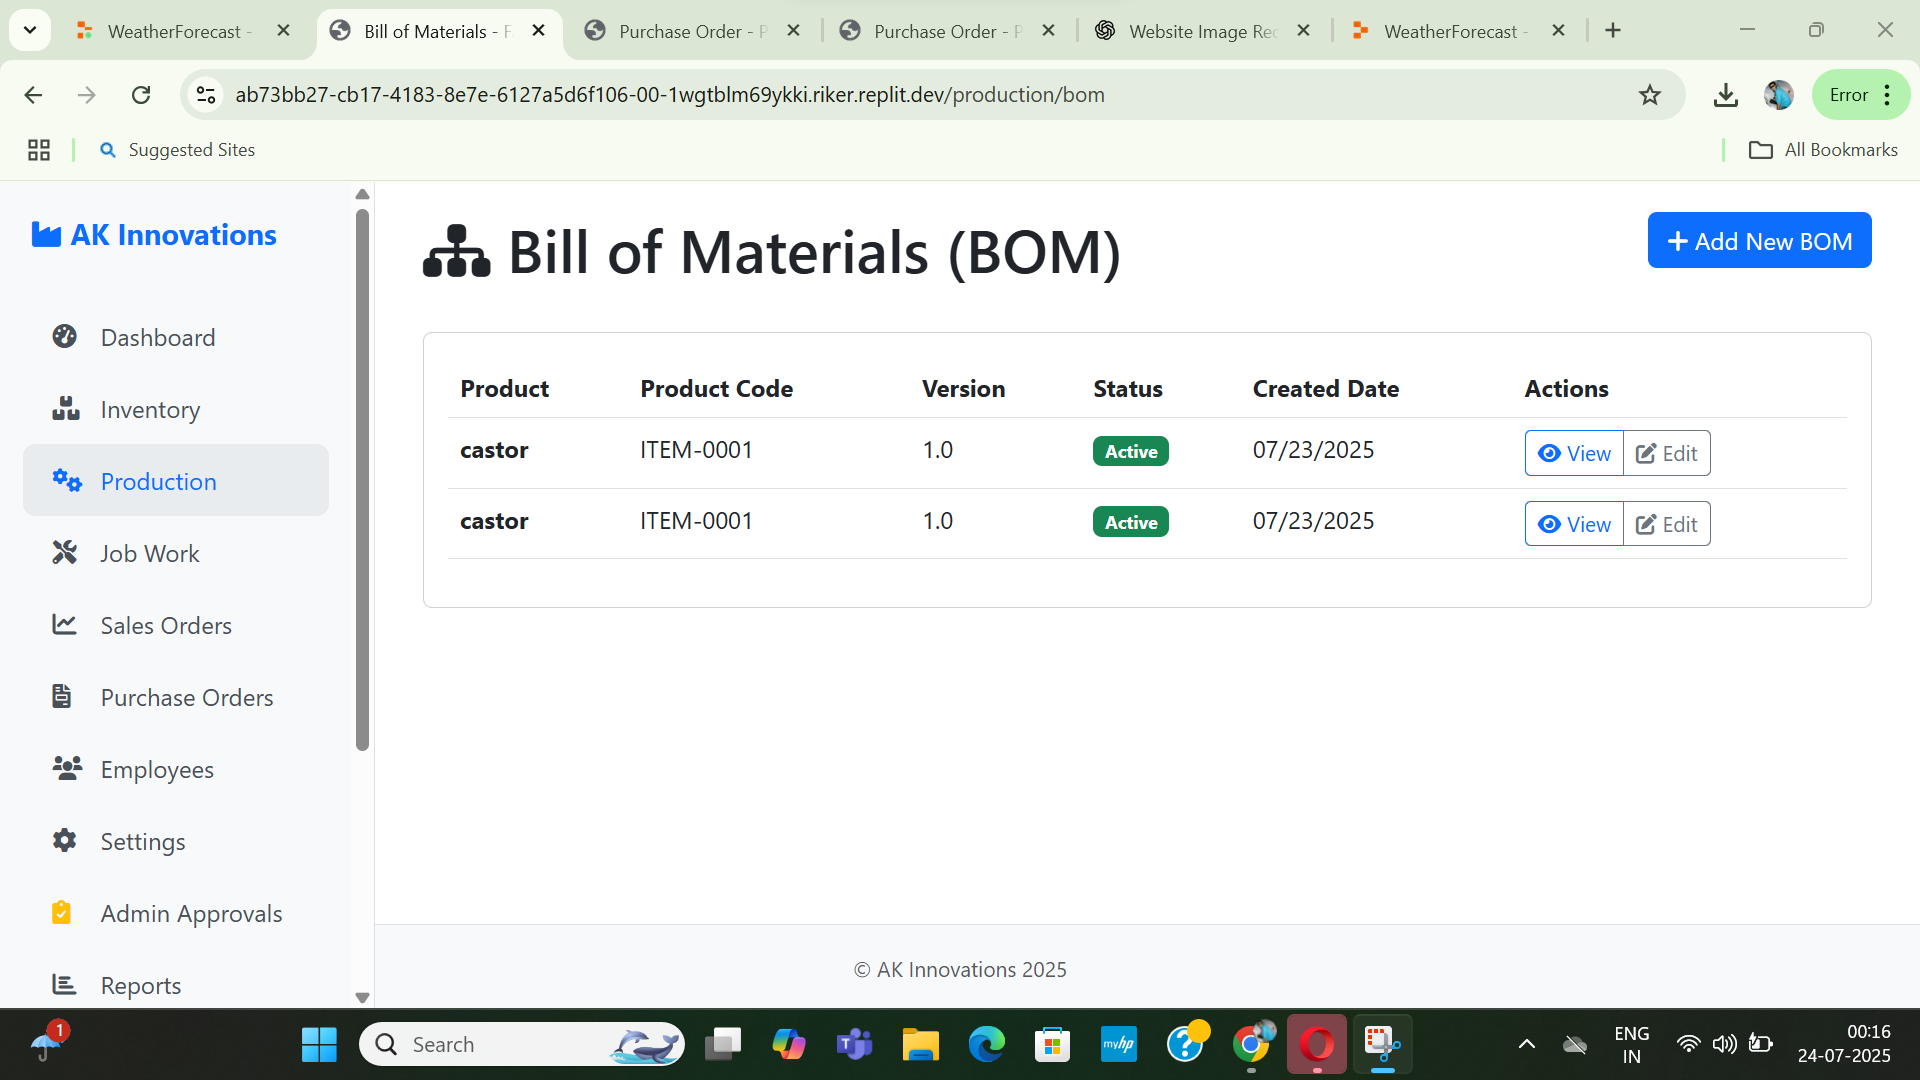 WeatherForecast -
Bill of Materials - F
Purchase Order - P
Purchase Order - P
Website Image Rec
WeatherForecast -
ab73bb27-cb17-4183-8e7e-6127a5d6f106-00-1wgtblm69ykki.riker.replit.dev/production/bom
Error
Suggested Sites
All Bookmarks
AK Innovations
Dashboard
Inventory
Production
Job Work
Sales Orders
Purchase Orders
Employees
Settings
Admin Approvals
Reports
Bill of Materials (BOM)
+ Add New BOM
Product Product Code Version Status Created Date Actions
castor ITEM-0001 1.0 Active 07/23/2025 View Edit
castor ITEM-0001 1.0 Active 07/23/2025 View Edit
© AK Innovations 2025
1
Search
myhp
ENG
IN
00:16
24-07-2025